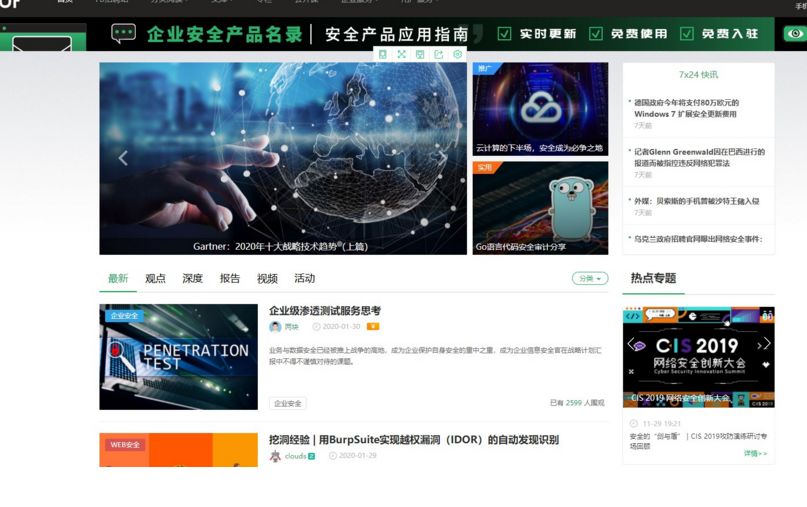 首页
企业安全产品名录 | 安全产品应用指南
实时更新
免费使用
免费入驻
推广
云计算的下半场，安全成为必争之地
实用
Go语言代码安全审计分享
Gartner：2020年十大战略技术趋势（上篇）
7x24 快讯
德国政府今年将支付80万欧元的
Windows 7 扩展安全更新费用
7天前
记者Glenn Greenwald因在巴西进行的
报道而被指控违反网络犯罪法
7天前
外媒：贝索斯的手机曾被沙特王储入侵
7天前
乌克兰政府招聘官网曝出网络安全事件：
最新
观点
深度
报告
视频
活动
分类
热点专题
企业安全
PENETRATION
TEST
企业级渗透测试服务思考
两块
2020-01-30
业务与数据安全已经被推上战争的高地，成为企业保护自身安全的重中之重，成为企业信息安全官在战略计划汇
报中不得不谨慎对待的课题。
企业安全
已有 2599 人围观
WEB安全
挖洞经验 | 用BurpSuite实现越权漏洞（IDOR）的自动发现识别
clouds
2020-01-29
CIS 2019
网络安全创新大会
Cyber Security Innovation Summit
CIS 2019 网络安全创新大会
11-29 19:21
安全的“剑与盾” | CIS 2019攻防演练研讨专
场回顾
详情>>